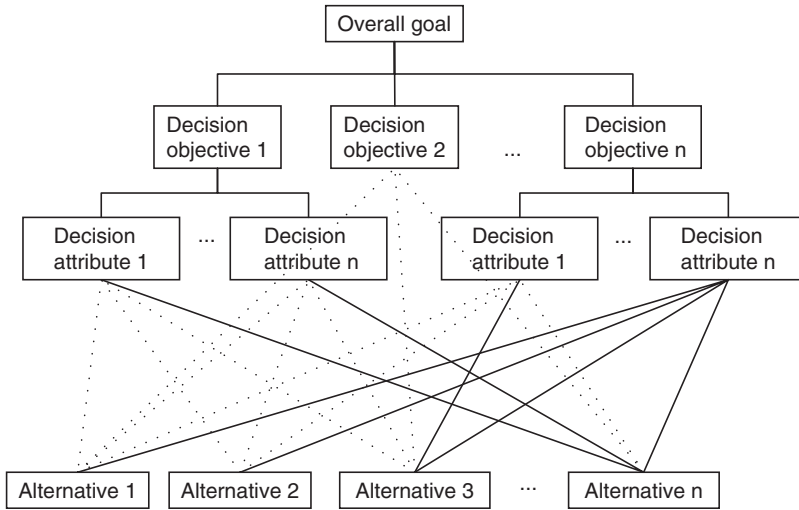 Overall goal
Decision
objective 1
Decision
objective 2
...
Decision
objective n
Decision
attribute 1
...
Decision
attribute n
Decision
attribute 1
...
Decision
attribute n
Alternative 1
Alternative 2
Alternative 3
...
Alternative n